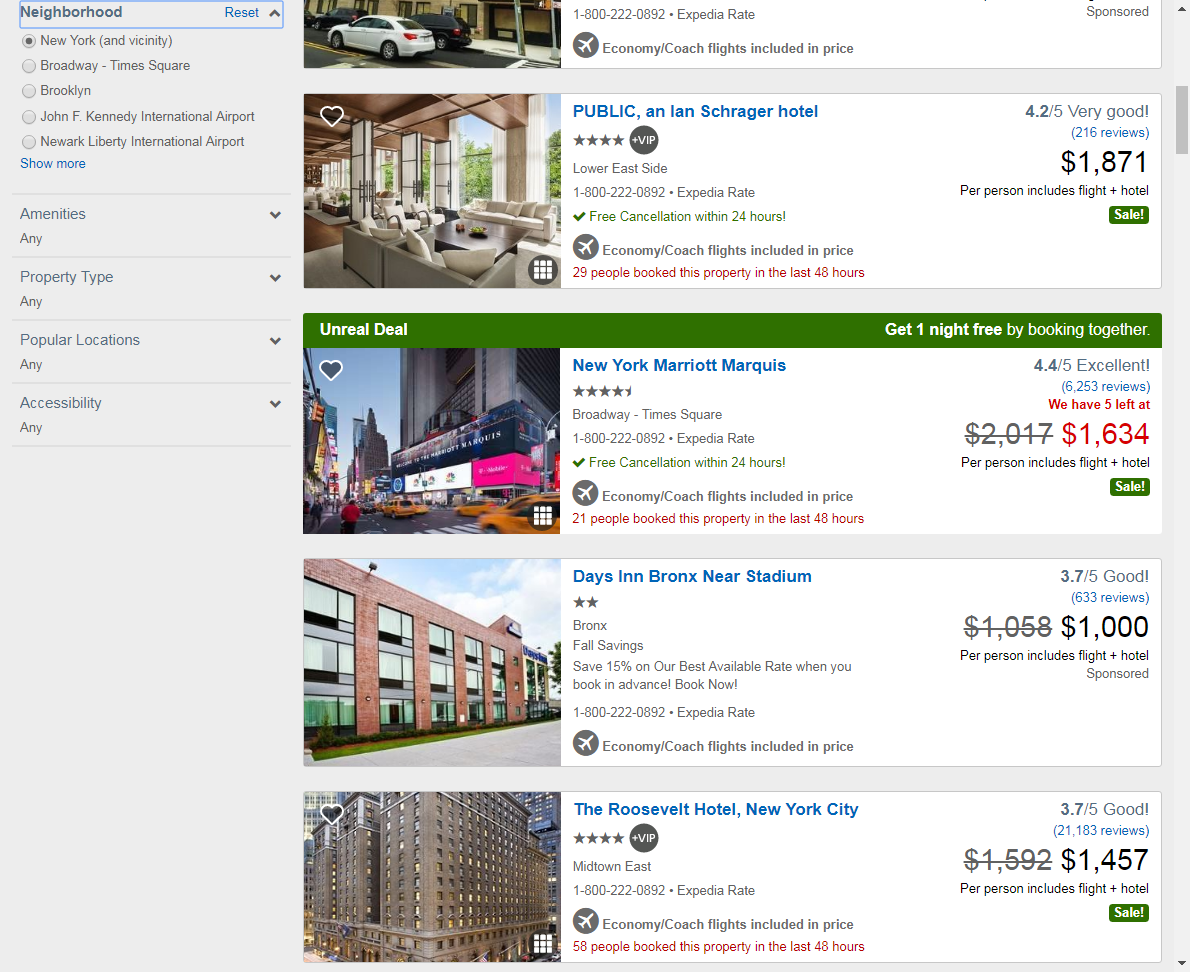 Neighborhood Reset
New York (and vicinity)
Broadway - Times Square
Brooklyn
John F. Kennedy International Airport
Newark Liberty International Airport
Show more
Amenities
Any
Property Type
Any
Popular Locations
Any
Accessibility
Any
1-800-222-0892 • Expedia Rate
Sponsored
Economy/Coach flights included in price
PUBLIC, an Ian Schrager hotel
+VIP
Lower East Side
1-800-222-0892 • Expedia Rate
Free Cancellation within 24 hours!
Economy/Coach flights included in price
29 people booked this property in the last 48 hours
4.2/5 Very good!
(216 reviews)
$1,871
Per person includes flight + hotel
Sale!
Unreal Deal
Get 1 night free by booking together.
WELCOME TO THE MARRIOTT MARQUIS
T-Mobile
NBC
New York Marriott Marquis
Broadway - Times Square
1-800-222-0892 • Expedia Rate
Free Cancellation within 24 hours!
Economy/Coach flights included in price
21 people booked this property in the last 48 hours
4.4/5 Excellent!
(6,253 reviews)
We have 5 left at
$2,017 $1,634
Per person includes flight + hotel
Sale!
Days Inn
Days Inn Bronx Near Stadium
Bronx
Fall Savings
Save 15% on Our Best Available Rate when you
book in advance! Book Now!
1-800-222-0892 • Expedia Rate
Economy/Coach flights included in price
3.7/5 Good!
(633 reviews)
$1,058 $1,000
Per person includes flight + hotel
Sponsored
The Roosevelt Hotel, New York City
+VIP
Midtown East
1-800-222-0892 • Expedia Rate
Economy/Coach flights included in price
58 people booked this property in the last 48 hours
3.7/5 Good!
(21,183 reviews)
$1,592 $1,457
Per person includes flight + hotel
Sale!